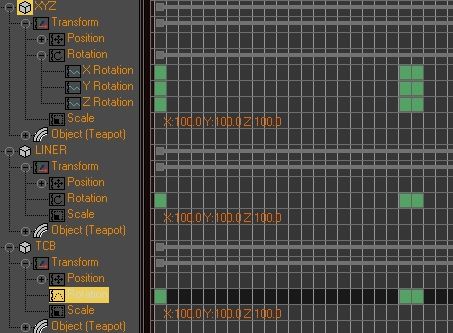 XYZ
Transform
Position
Rotation
X Rotation
Y Rotation
Z Rotation
Scale
X:100.0 Y:100.0 Z:100.0
Object (Teapot)
LINER
Transform
Position
Rotation
Scale
X:100.0 Y:100.0 Z:100.0
Object (Teapot)
TCB
Transform
Position
Rotation
Scale
X:100.0 Y:100.0 Z:100.0
Object (Teapot)